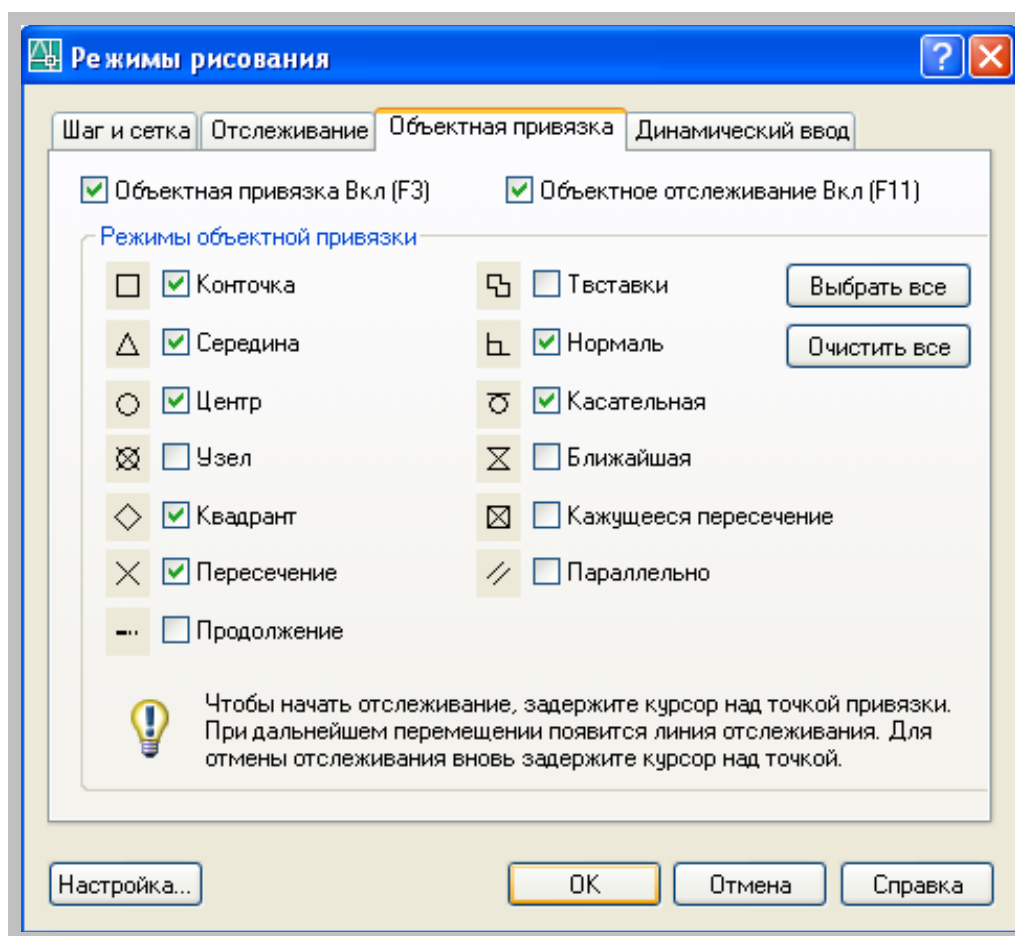 Режимы рисования
Шаг и сетка Отслеживание Объектная привязка Динамический ввод
Объектная привязка Вкл (F3) Объектное отслеживание Вкл (F11)
Режимы объектной привязки
Конточка Твставки Выбрать все
Середина Нормаль Очистить все
Центр Касательная
Узел Ближайшая
Квадрант Кажущееся пересечение
Пересечение Параллельно
Продолжение
Чтобы начать отслеживание, задержите курсор над точкой привязки.
При дальнейшем перемещении появится линия отслеживания. Для
отмены отслеживания вновь задержите курсор над точкой.
Настройка... OK Отмена Справка